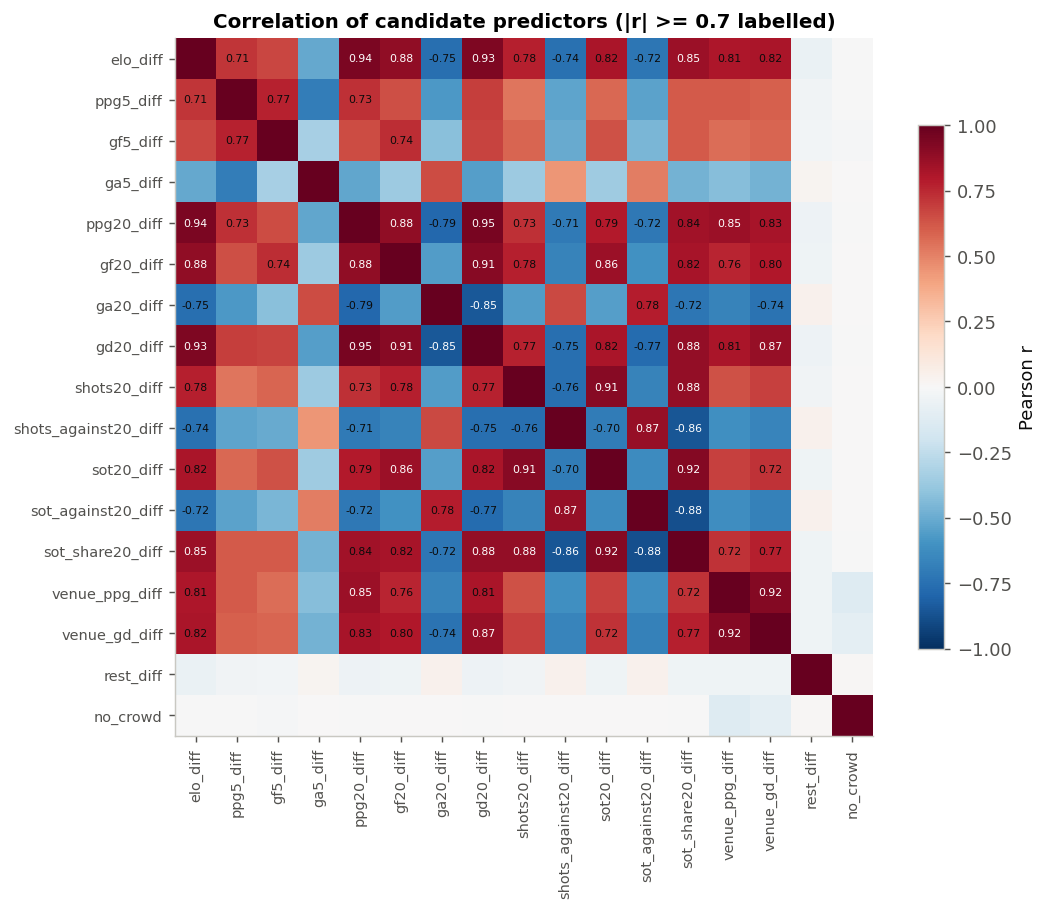 Correlation of candidate predictors (|r| >= 0.7 labelled)
elo_diff 0.71 0.94 0.88 -0.75 0.93 0.78 -0.74 0.82 -0.72 0.85 0.81 0.82
ppg5_diff 0.71 0.77 0.73
gf5_diff 0.77 0.74
ga5_diff
ppg20_diff 0.94 0.73 0.88 -0.79 0.95 0.73 -0.71 0.79 -0.72 0.84 0.85 0.83
gf20_diff 0.88 0.74 0.88 0.91 0.78 0.86 0.82 0.76 0.80
ga20_diff -0.75 -0.79 -0.85 0.78 -0.72 -0.74
gd20_diff 0.93 0.95 0.91 -0.85 0.77 -0.75 0.82 -0.77 0.88 0.81 0.87
shots20_diff 0.78 0.73 0.78 0.77 -0.76 0.91 0.88
shots_against20_diff -0.74 -0.71 -0.75 -0.76 -0.70 0.87 -0.86
sot20_diff 0.82 0.79 0.86 0.82 0.91 -0.70 0.92 0.72
sot_against20_diff -0.72 -0.72 0.78 -0.77 0.87 -0.88
sot_share20_diff 0.85 0.84 0.82 -0.72 0.88 0.88 -0.86 0.92 -0.88 0.72 0.77
venue_ppg_diff 0.81 0.85 0.76 0.81 0.72 0.92
venue_gd_diff 0.82 0.83 0.80 -0.74 0.87 0.72 0.77 0.92
rest_diff
no_crowd
elo_diff
ppg5_diff
gf5_diff
ga5_diff
ppg20_diff
gf20_diff
ga20_diff
gd20_diff
shots20_diff
shots_against20_diff
sot20_diff
sot_against20_diff
sot_share20_diff
venue_ppg_diff
venue_gd_diff
rest_diff
no_crowd
1.00
0.75
0.50
0.25
0.00
−0.25
−0.50
−0.75
−1.00
Pearson r